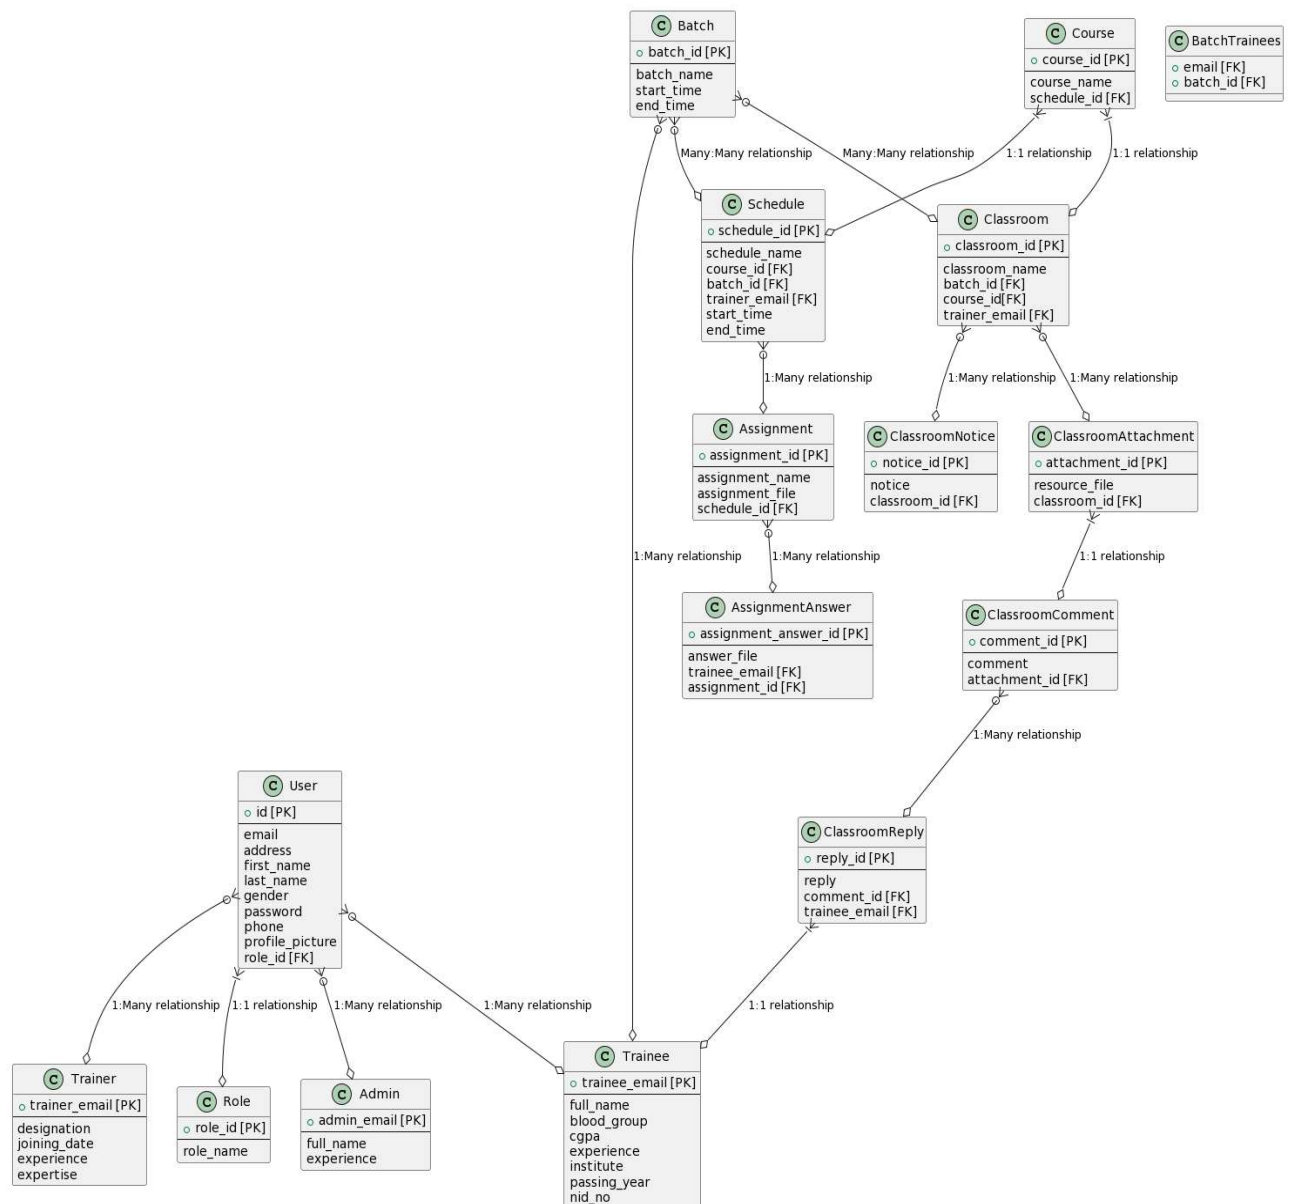 C Batch
batch_id [PK]
batch_name
start_time
end_time
C Course
course_id [PK]
course_name
schedule_id [FK]
C BatchTrainees
email [FK]
batch_id [FK]
Many:Many relationship
Many:Many relationship
1:1 relationship
1:1 relationship
C Schedule
schedule_id [PK]
schedule_name
course_id [FK]
batch_id [FK]
trainer_email [FK]
start_time
end_time
C Classroom
classroom_id [PK]
classroom_name
batch_id [FK]
course_id[FK]
trainer_email [FK]
1:Many relationship
1:Many relationship
1:Many relationship
C Assignment
assignment_id [PK]
assignment_name
assignment_file
schedule_id [FK]
C ClassroomNotice
notice_id [PK]
notice
classroom_id [FK]
C ClassroomAttachment
attachment_id [PK]
resource_file
classroom_id [FK]
1:Many relationship
1:Many relationship
1:1 relationship
C AssignmentAnswer
assignment_answer_id [PK]
answer_file
trainee_email [FK]
assignment_id [FK]
C ClassroomComment
comment_id [PK]
comment
attachment_id [FK]
1:Many relationship
C User
id [PK]
email
address
first_name
last_name
gender
password
phone
profile_picture
role_id [FK]
C ClassroomReply
reply_id [PK]
reply
comment_id [FK]
trainee_email [FK]
1:Many relationship
1:1 relationship
1:Many relationship
1:Many relationship
1:1 relationship
C Trainer
trainer_email [PK]
designation
joining_date
experience
expertise
C Role
role_id [PK]
role_name
C Admin
admin_email [PK]
full_name
experience
C Trainee
trainee_email [PK]
full_name
blood_group
cgpa
experience
institute
passing_year
nid_no